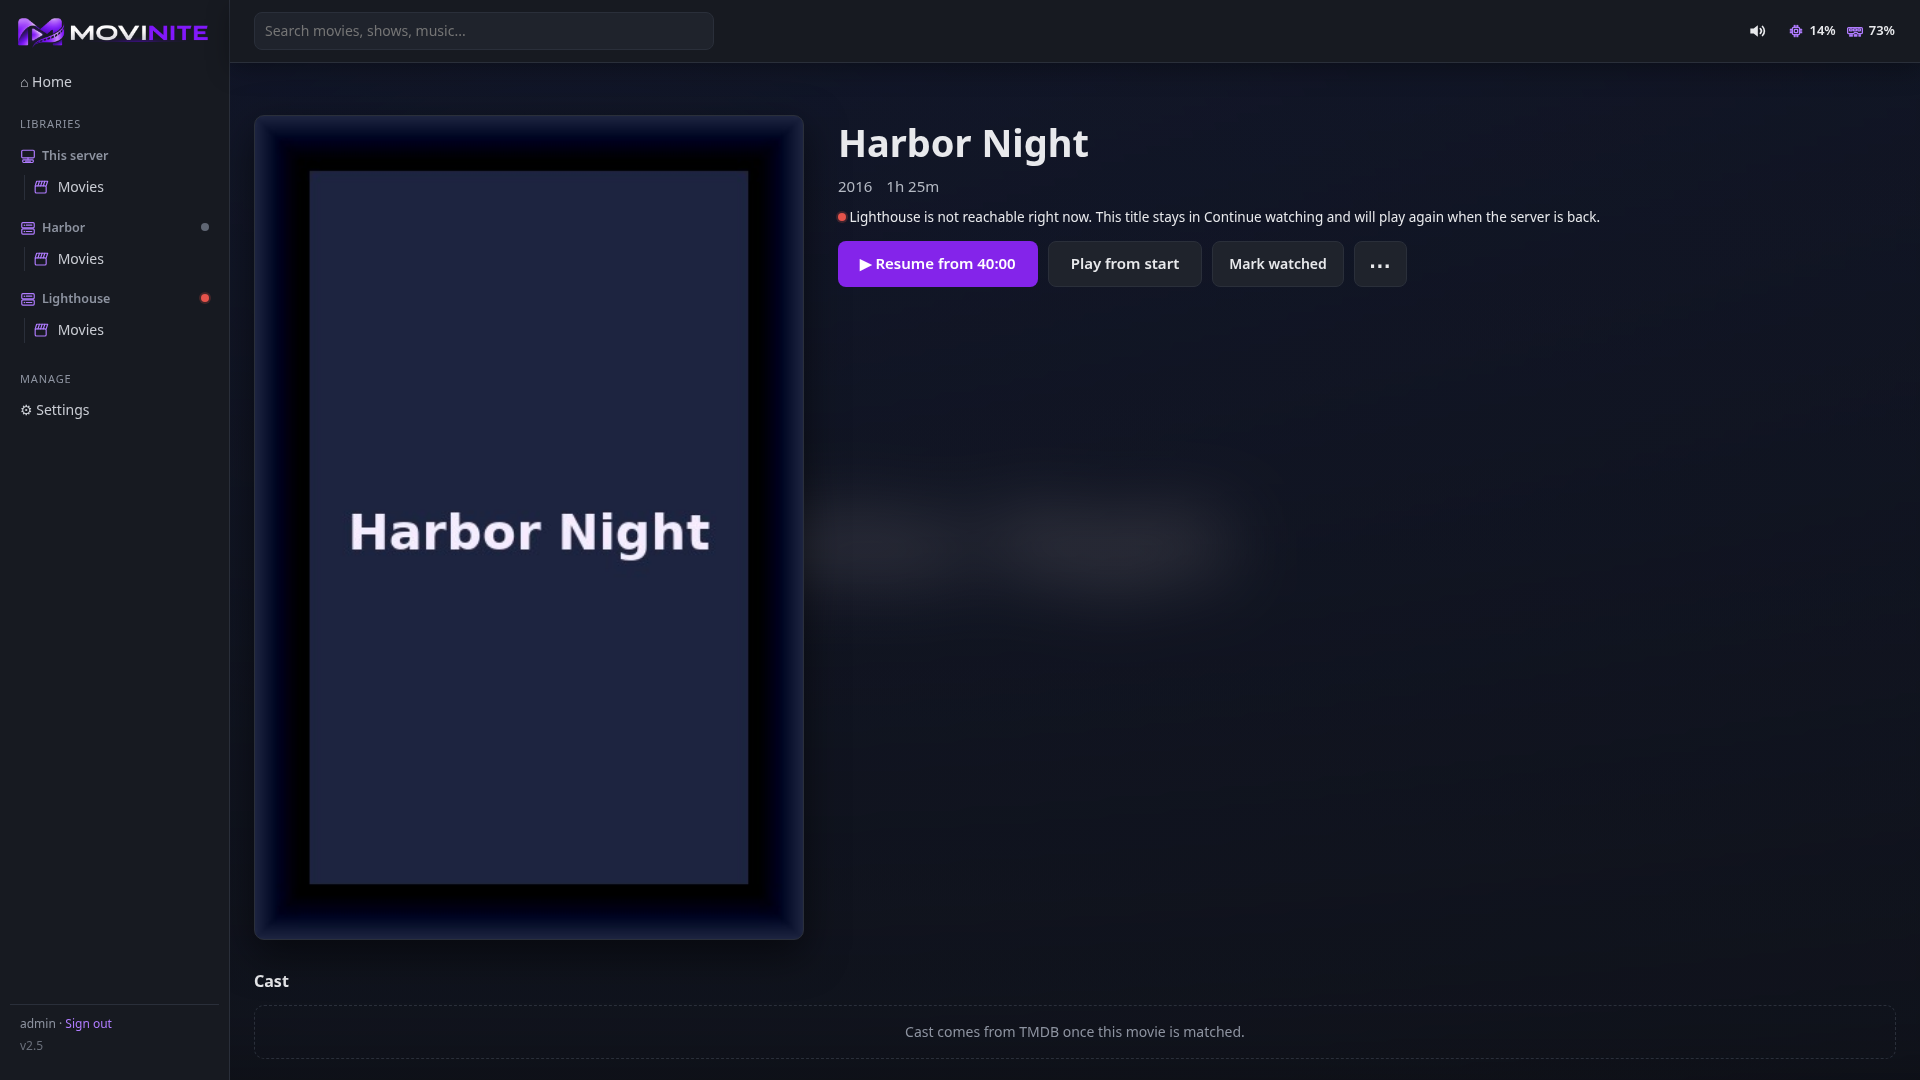 MOVINITE
Search movies, shows, music...
14%
73%
Home
LIBRARIES
This server
Movies
Harbor
Movies
Lighthouse
Movies
MANAGE
Settings
admin · Sign out
v2.5
Harbor Night
Harbor Night
2016 1h 25m
Lighthouse is not reachable right now. This title stays in Continue watching and will play again when the server is back.
▶ Resume from 40:00
Play from start
Mark watched
...
Cast
Cast comes from TMDB once this movie is matched.